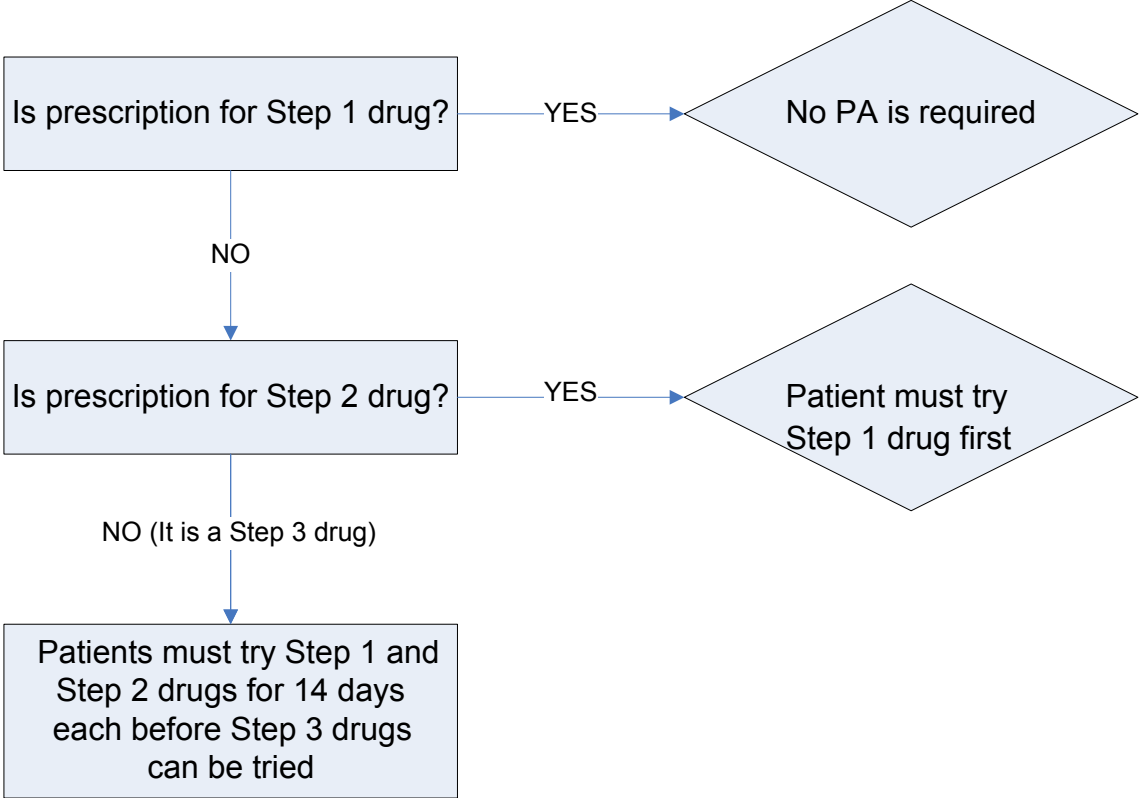 Is prescription for Step 1 drug?
YES
No PA is required
NO
Is prescription for Step 2 drug?
YES
Patient must try
Step 1 drug first
NO (It is a Step 3 drug)
Patients must try Step 1 and
Step 2 drugs for 14 days
each before Step 3 drugs
can be tried